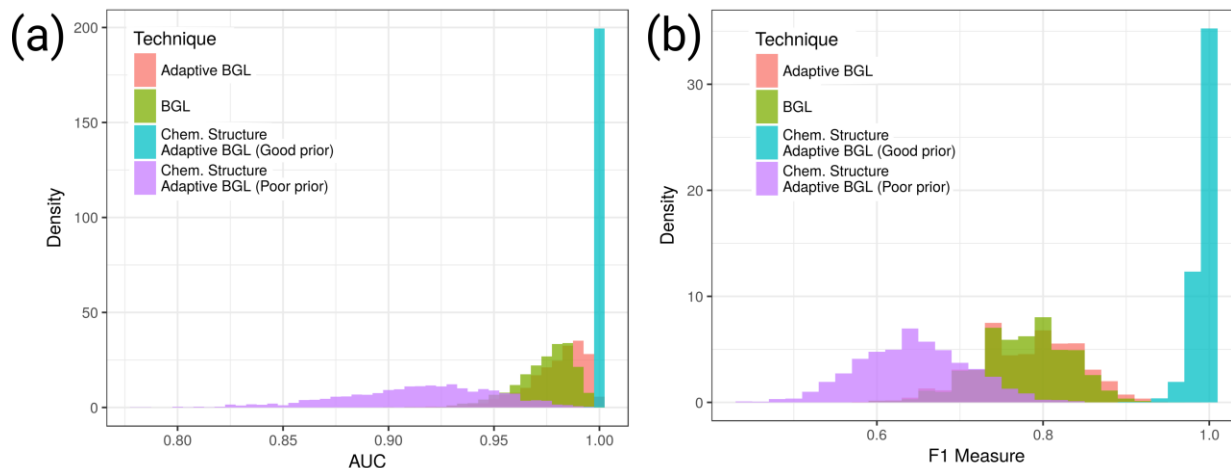 (a)
200
150
100
50
0
Density
Technique
Adaptive BGL
BGL
Chem. Structure
Adaptive BGL (Good prior)
Chem. Structure
Adaptive BGL (Poor prior)
0.80 0.85 0.90 0.95 1.00
AUC
(b)
30
20
10
0
Density
Technique
Adaptive BGL
BGL
Chem. Structure
Adaptive BGL (Good prior)
Chem. Structure
Adaptive BGL (Poor prior)
0.6 0.8 1.0
F1 Measure